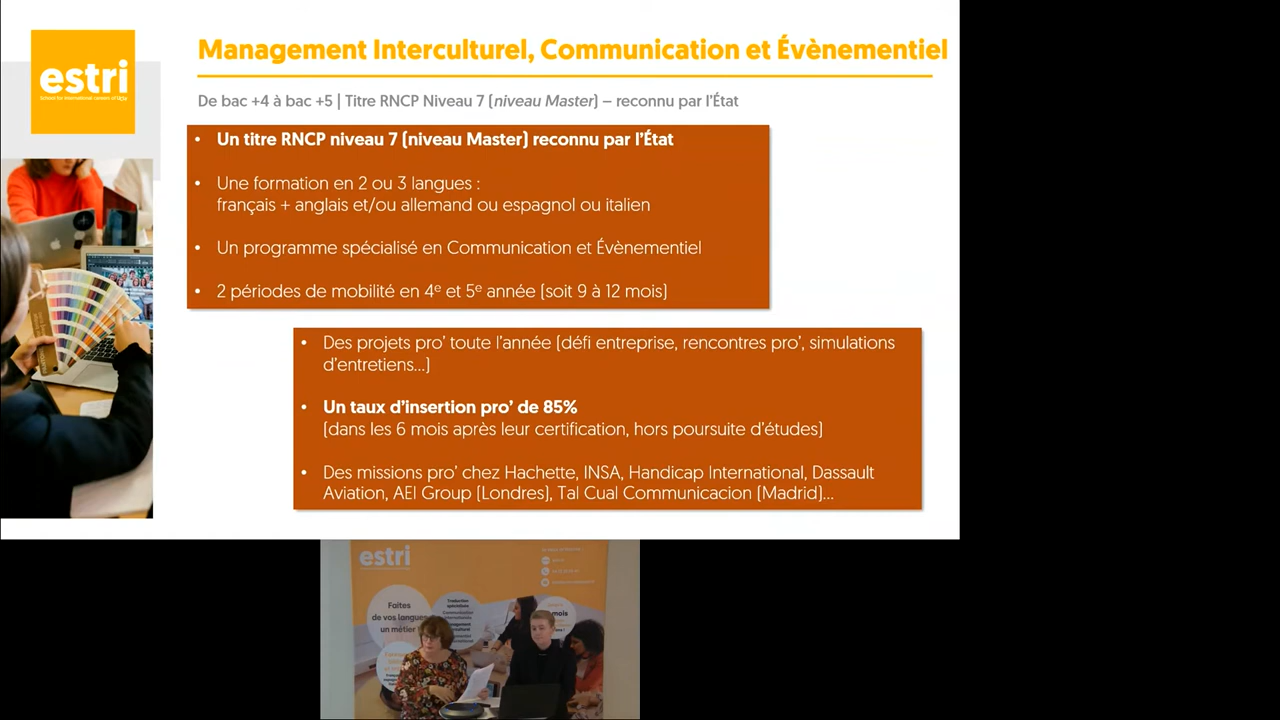 estri
School for international careers of UCLy
Management Interculturel, Communication et Évènementiel
De bac +4 à bac +5 | Titre RNCP Niveau 7 (niveau Master) – reconnu par l'État
• Un titre RNCP niveau 7 (niveau Master) reconnu par l'État
• Une formation en 2 ou 3 langues :
français + anglais et/ou allemand ou espagnol ou italien
• Un programme spécialisé en Communication et Évènementiel
• 2 périodes de mobilité en 4e et 5e année (soit 9 à 12 mois)
• Des projets pro' toute l'année (défi entreprise, rencontres pro', simulations
d'entretiens...)
• Un taux d'insertion pro' de 85%
(dans les 6 mois après leur certification, hors poursuite d'études)
• Des missions pro' chez Hachette, INSA, Handicap International, Dassault
Aviation, AEI Group (Londres), Tal Cual Communicacion (Madrid)...
estri
Faites
de vos langues
un métier !
Traduction
spécialisée
mois